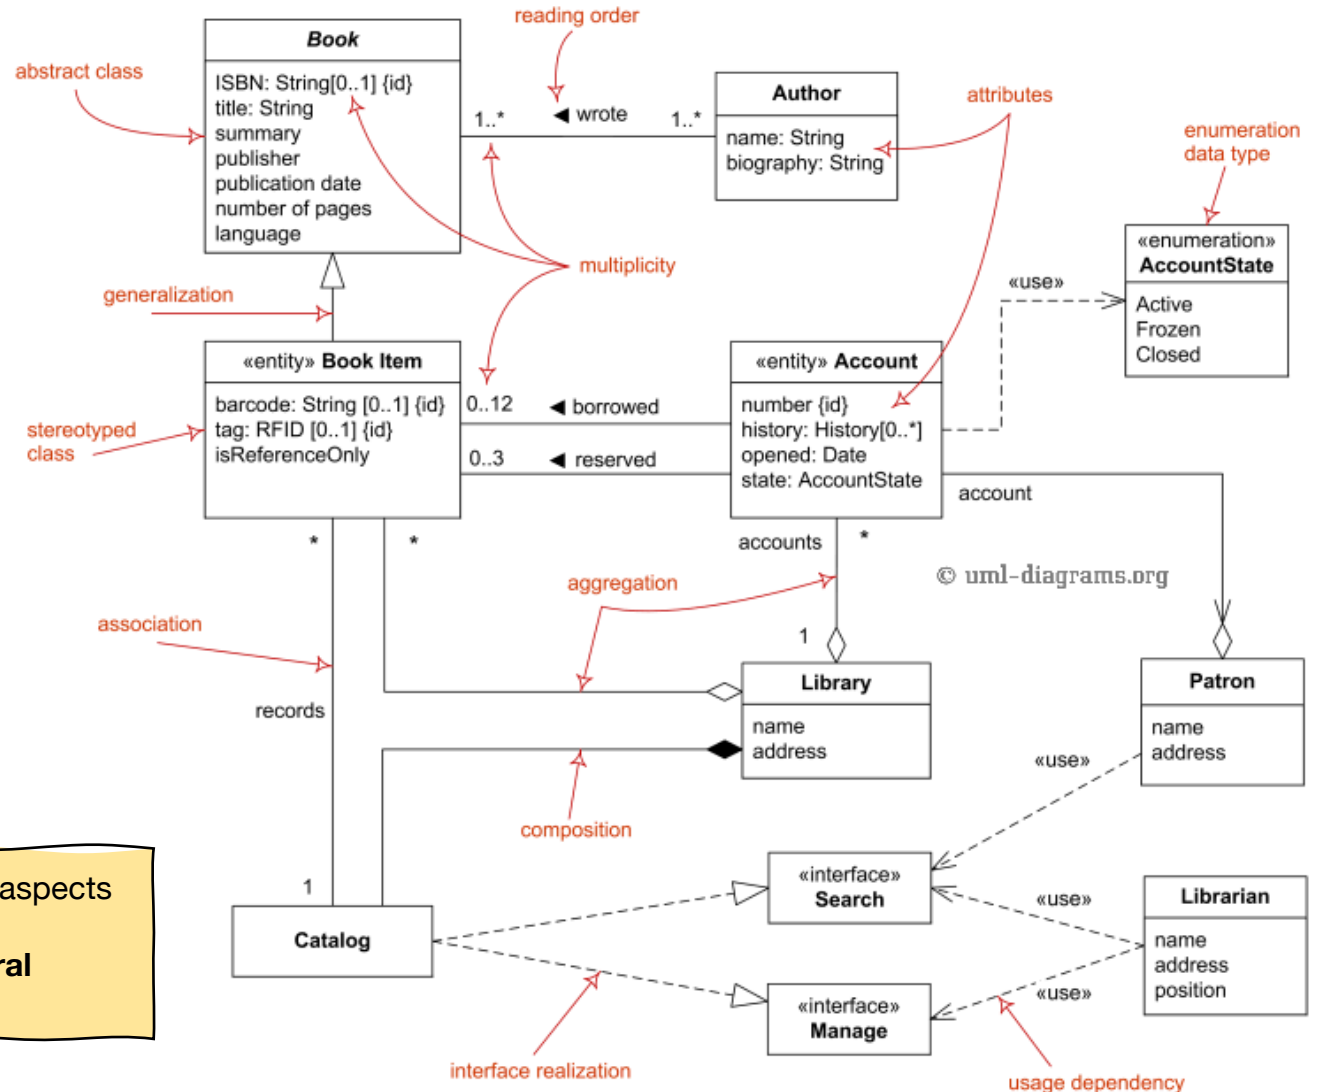 reading order
Book
abstract class
ISBN: String[0..1] {id}
title: String
summary
publisher
publication date
number of pages
language
1..*
◄ wrote
1..*
Author
name: String
biography: String
attributes
enumeration
data type
«enumeration»
AccountState
Active
Frozen
Closed
multiplicity
generalization
«use»
«entity» Book Item
barcode: String [0..1] {id}
tag: RFID [0..1] {id}
isReferenceOnly
stereotyped
class
0..12
◄ borrowed
0..3
◄ reserved
«entity» Account
number {id}
history: History[0..*]
opened: Date
state: AccountState
account
*
*
accounts
*
© uml-diagrams.org
aggregation
association
1
records
Library
name
address
Patron
name
address
«use»
composition
aspects
ral
1
Catalog
«interface»
Search
«use»
Librarian
name
address
position
«use»
«interface»
Manage
interface realization
usage dependency